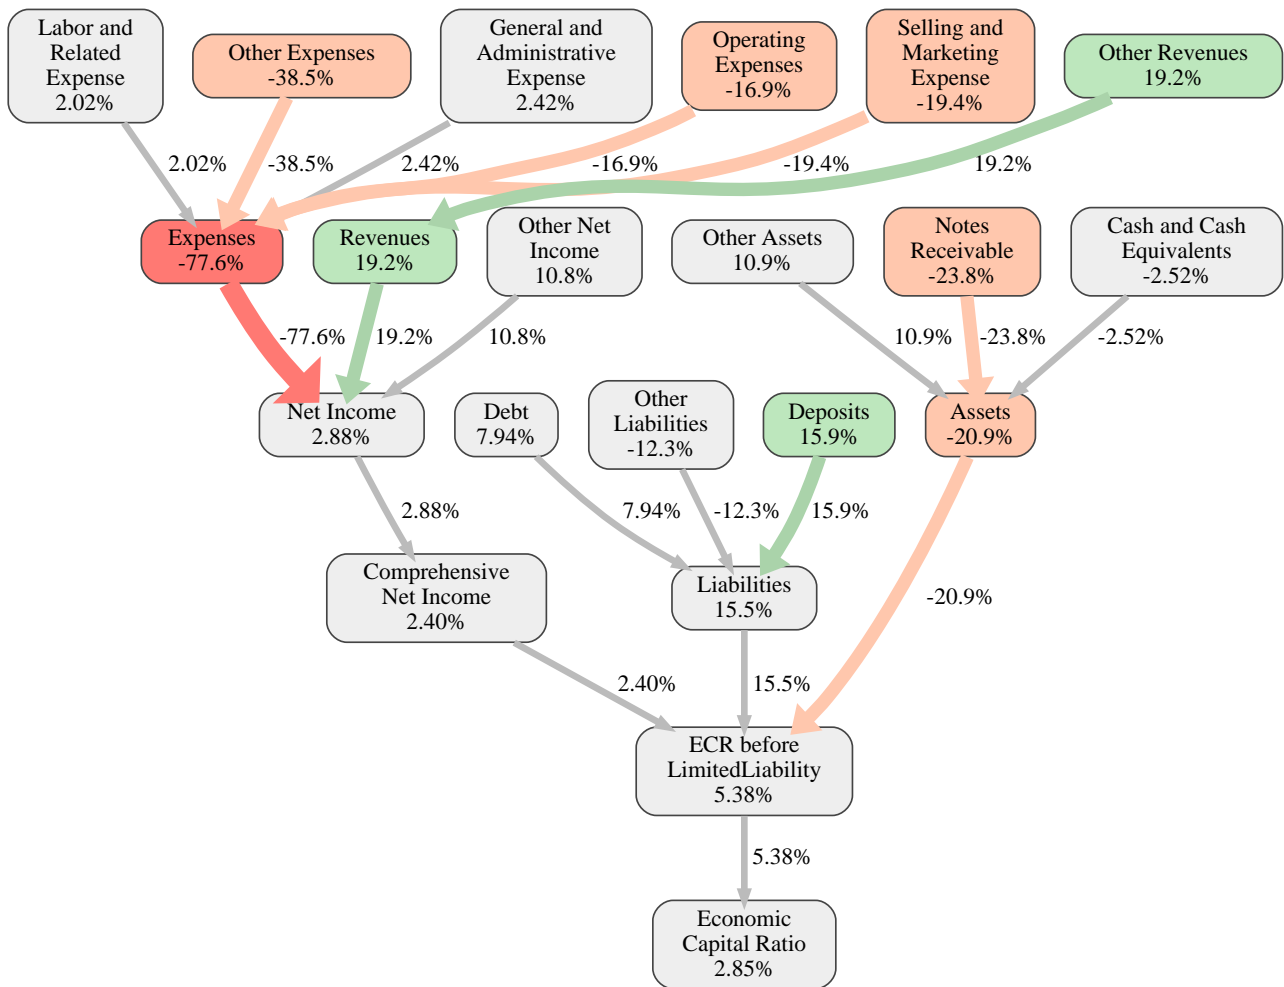 Labor and
Related
Expense
2.02%
Other Expenses
-38.5%
General and
Administrative
Expense
2.42%
Operating
Expenses
-16.9%
Selling and
Marketing
Expense
-19.4%
Other Revenues
19.2%
2.02%
-38.5%
2.42%
-16.9%
-19.4%
19.2%
Expenses
-77.6%
Revenues
19.2%
Other Net
Income
10.8%
Other Assets
10.9%
Notes
Receivable
-23.8%
Cash and Cash
Equivalents
-2.52%
-77.6%
19.2%
10.8%
10.9%
-23.8%
-2.52%
Net Income
2.88%
Debt
7.94%
Other
Liabilities
-12.3%
Deposits
15.9%
Assets
-20.9%
2.88%
7.94%
-12.3%
15.9%
-20.9%
Comprehensive
Net Income
2.40%
Liabilities
15.5%
2.40%
15.5%
ECR before
LimitedLiability
5.38%
5.38%
Economic
Capital Ratio
2.85%